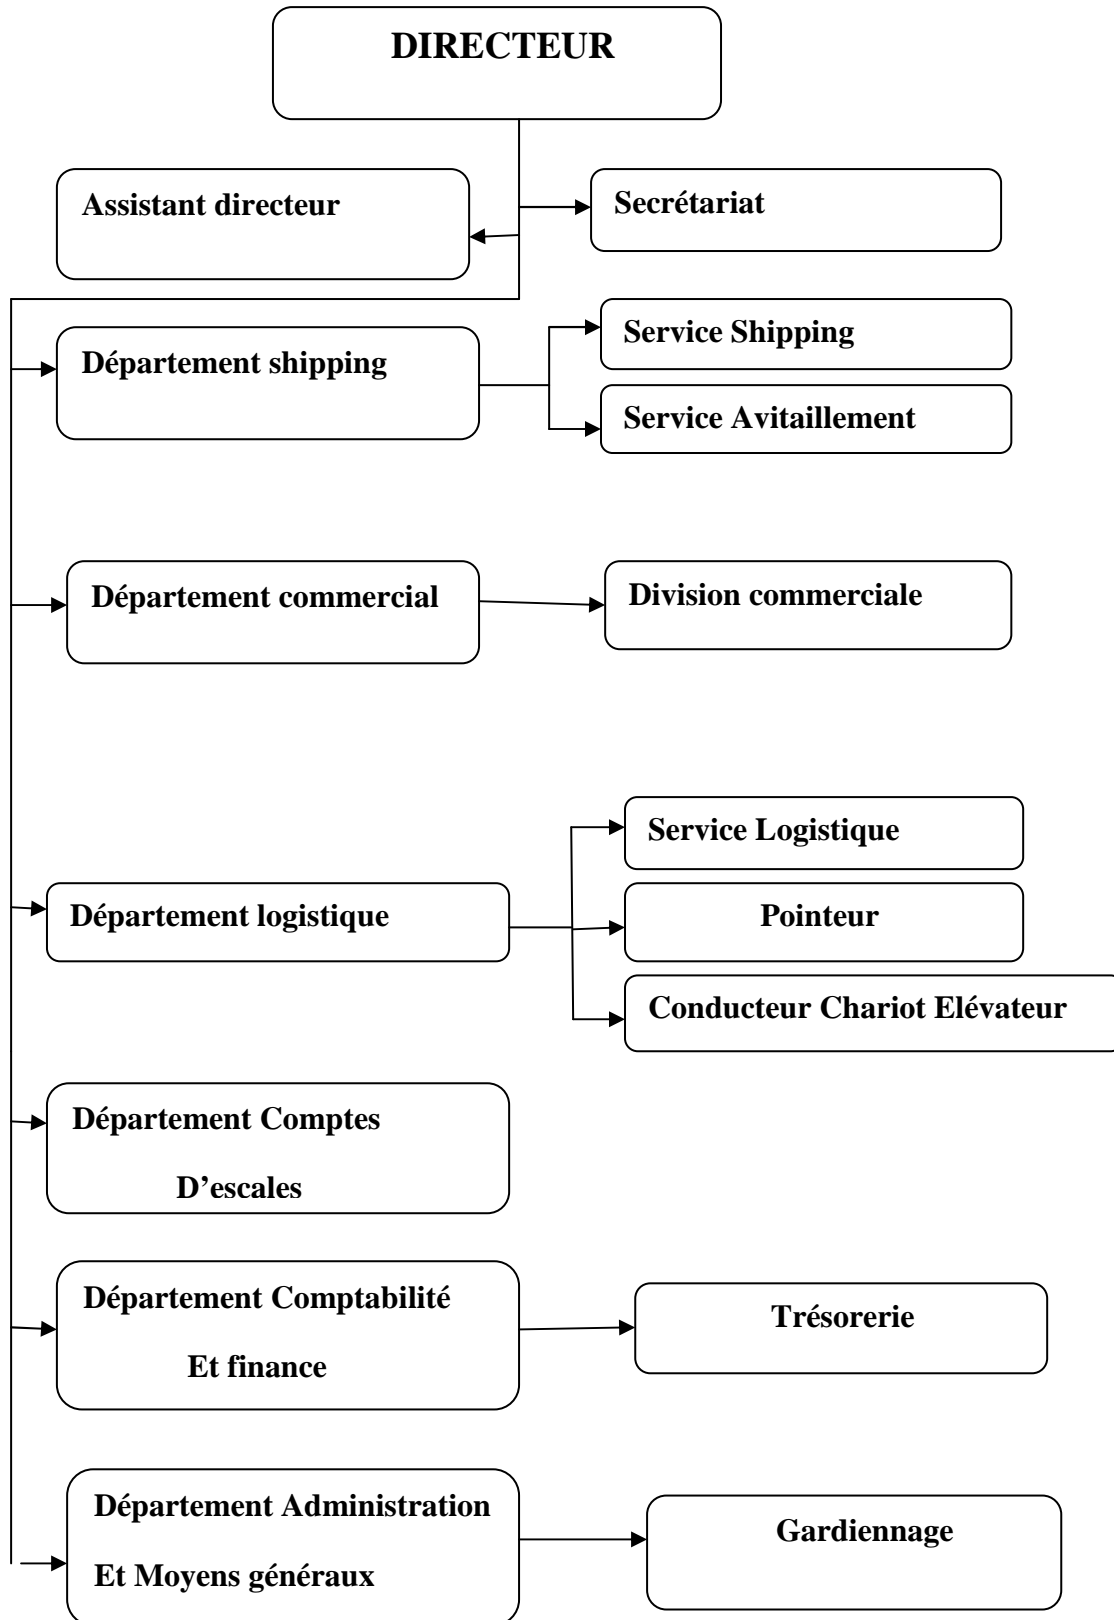 DIRECTEUR
Assistant directeur
Secrétariat
Département shipping
Service Shipping
Service Avitaillement
Département commercial
Division commerciale
Département logistique
Service Logistique
Pointeur
Conducteur Chariot Elévateur
Département Comptes
D’escales
Département Comptabilité
Et finance
Trésorerie
Département Administration
Et Moyens généraux
Gardiennage